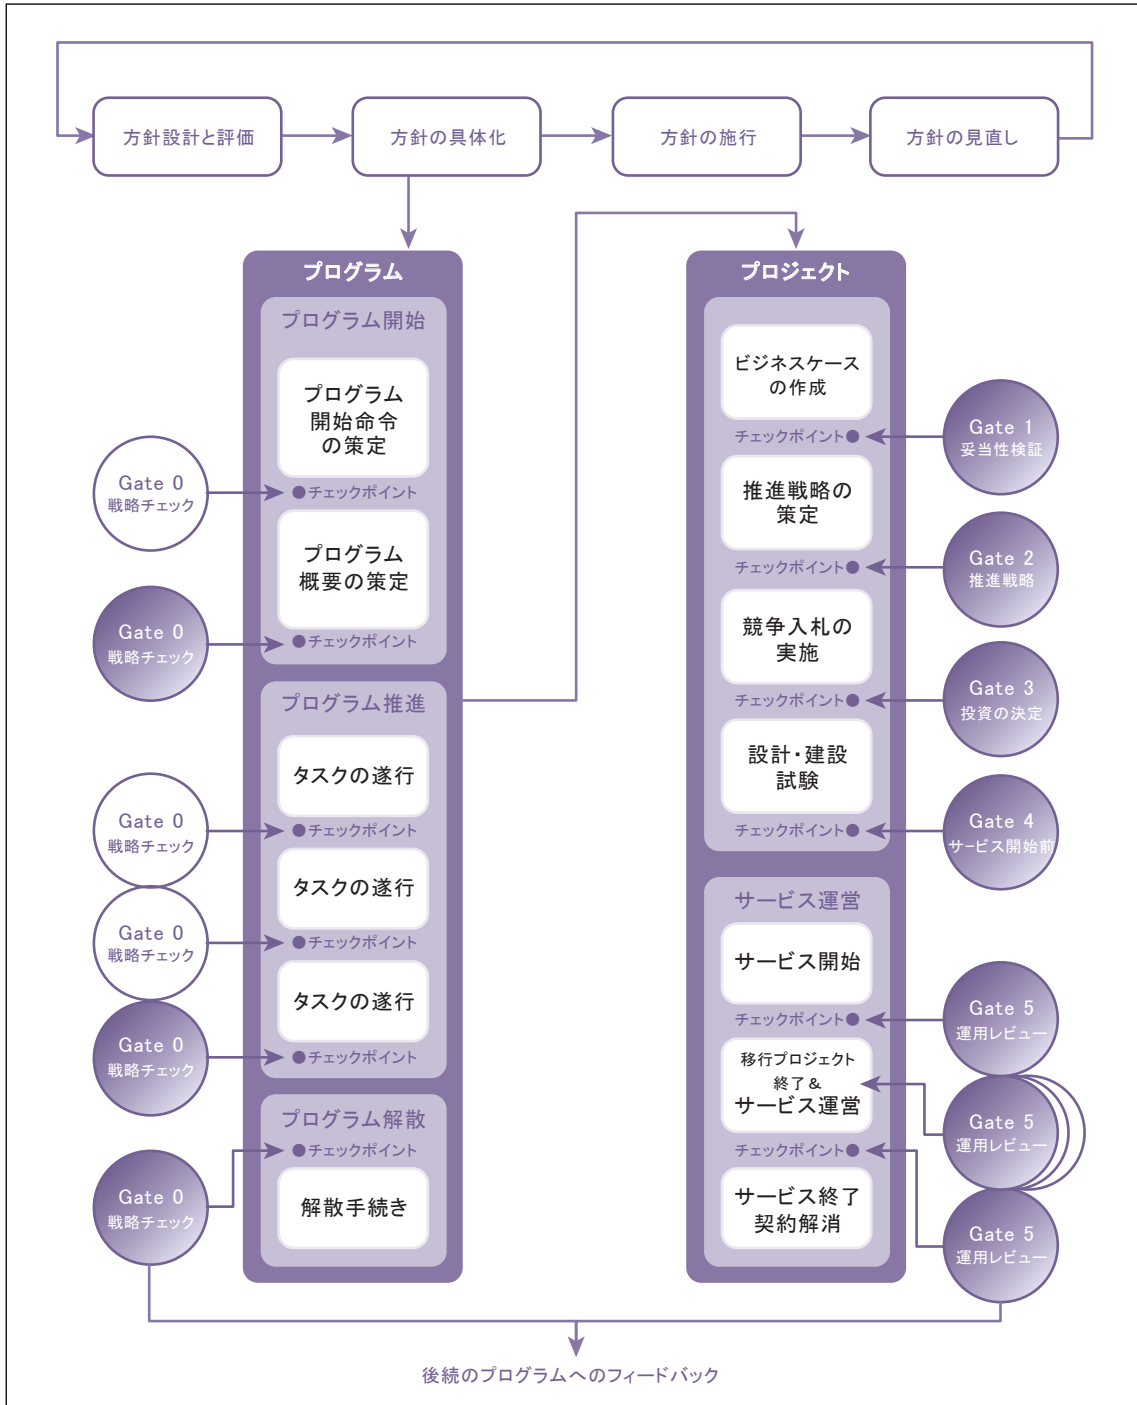 方針設計と評価
方針の具体化
方針の施行
方針の見直し
プログラム
プログラム開始
プログラム
開始命令
の策定
Gate 0
戦略チェック
●チェックポイント
プログラム
概要の策定
Gate 0
戦略チェック
●チェックポイント
プログラム推進
タスクの遂行
Gate 0
戦略チェック
●チェックポイント
タスクの遂行
Gate 0
戦略チェック
●チェックポイント
タスクの遂行
Gate 0
戦略チェック
●チェックポイント
プログラム解散
●チェックポイント
Gate 0
戦略チェック
解散手続き
プロジェクト
ビジネスケース
の作成
チェックポイント●
Gate 1
妥当性検証
推進戦略の
策定
チェックポイント●
Gate 2
推進戦略
競争入札の
実施
チェックポイント●
Gate 3
投資の決定
設計・建設
試験
チェックポイント●
Gate 4
サービス開始前
サービス運営
サービス開始
チェックポイント●
Gate 5
運用レビュー
移行プロジェクト
終了&
サービス運営
Gate 5
運用レビュー
チェックポイント●
サービス終了
契約解消
Gate 5
運用レビュー
後続のプログラムへのフィードバック